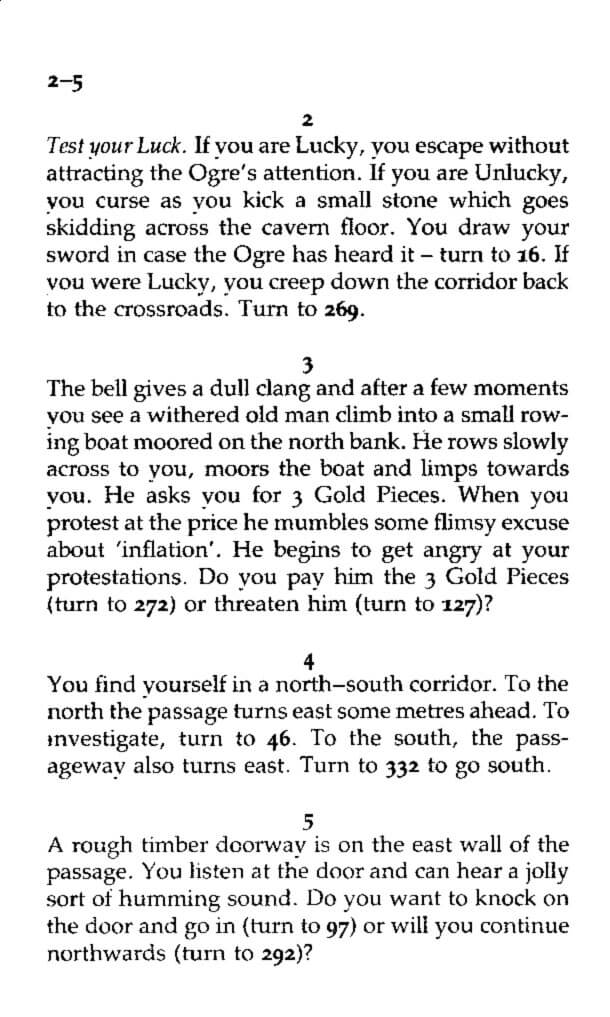 2–5
2
Test your Luck. If you are Lucky, you escape without
attracting the Ogre's attention. If you are Unlucky,
you curse as you kick a small stone which goes
skidding across the cavern floor. You draw your
sword in case the Ogre has heard it – turn to 16. If
you were Lucky, you creep down the corridor back
to the crossroads. Turn to 269.
3
The bell gives a dull clang and after a few moments
you see a withered old man climb into a small row-
ing boat moored on the north bank. He rows slowly
across to you, moors the boat and limps towards
you. He asks you for 3 Gold Pieces. When you
protest at the price he mumbles some flimsy excuse
about 'inflation'. He begins to get angry at your
protestations. Do you pay him the 3 Gold Pieces
(turn to 272) or threaten him (turn to 127)?
4
You find yourself in a north–south corridor. To the
north the passage turns east some metres ahead. To
investigate, turn to 46. To the south, the pass-
ageway also turns east. Turn to 332 to go south.
5
A rough timber doorway is on the east wall of the
passage. You listen at the door and can hear a jolly
sort of humming sound. Do you want to knock on
the door and go in (turn to 97) or will you continue
northwards (turn to 292)?